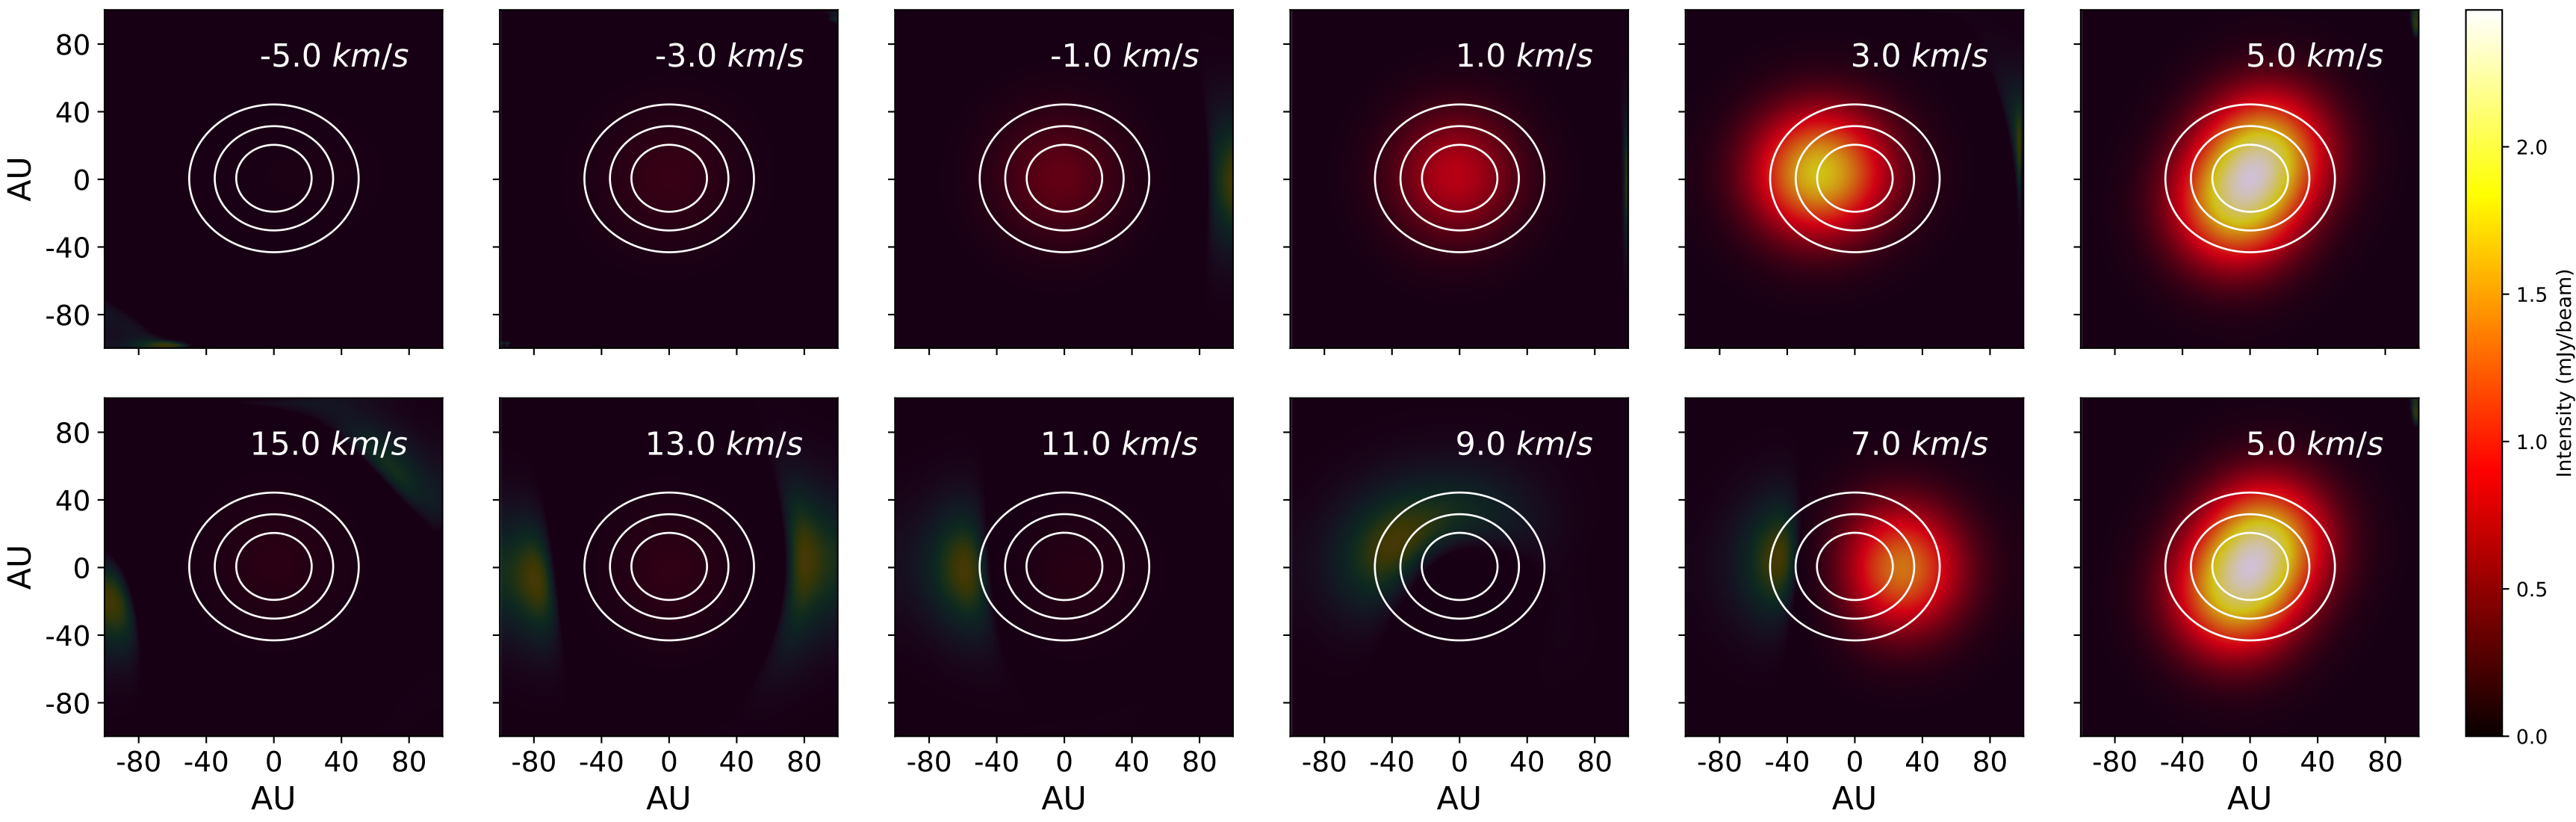 -5.0 km/s
-3.0 km/s
-1.0 km/s
1.0 km/s
3.0 km/s
5.0 km/s
80
40
0
-40
-80
AU
15.0 km/s
13.0 km/s
11.0 km/s
9.0 km/s
7.0 km/s
5.0 km/s
80
40
0
-40
-80
AU
-80 -40 0 40 80
-80 -40 0 40 80
-80 -40 0 40 80
-80 -40 0 40 80
-80 -40 0 40 80
-80 -40 0 40 80
AU
AU
AU
AU
AU
AU
2.0
1.5
1.0
0.5
0.0
Intensity (mJy/beam)